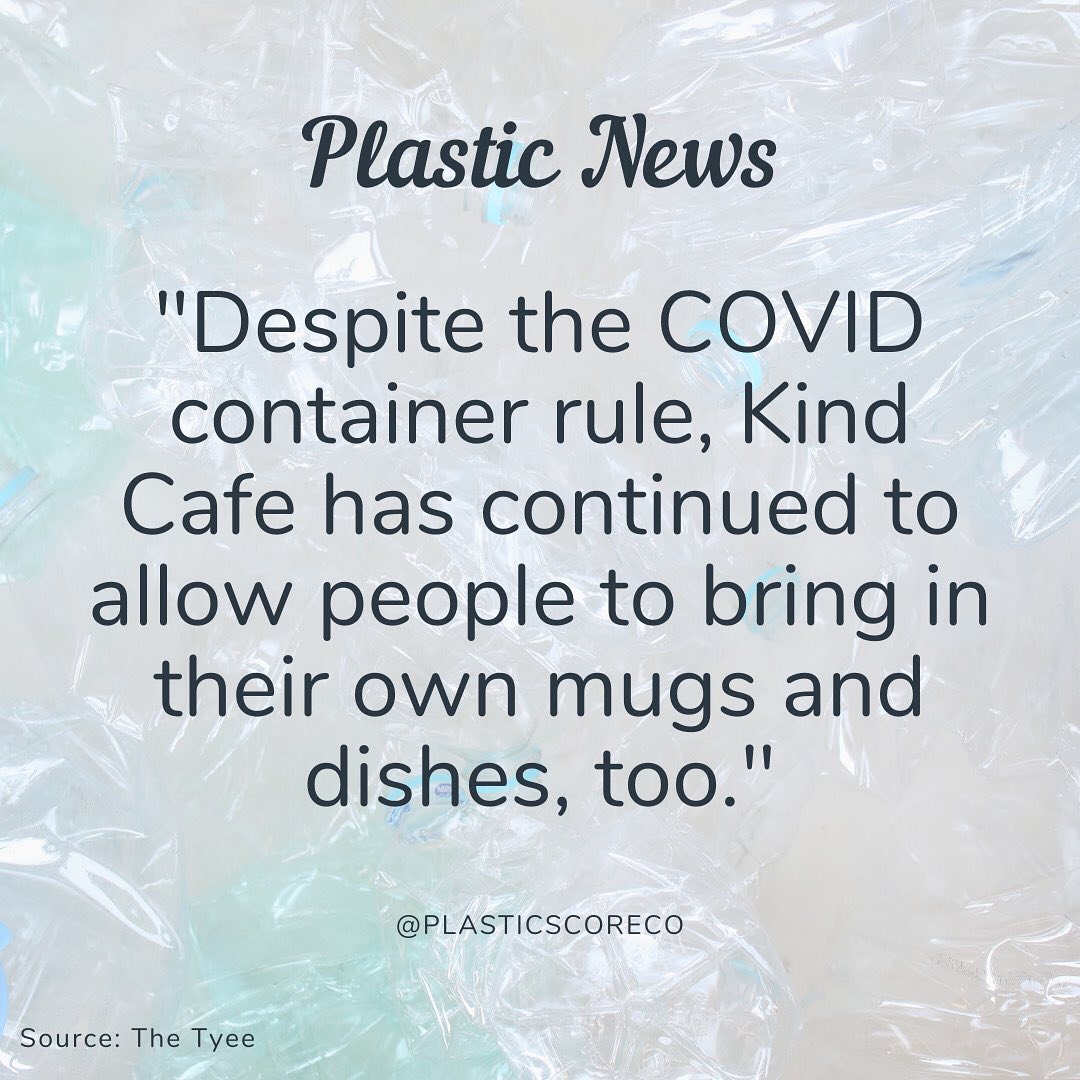 Plastic News
"Despite the COVID
container rule, Kind
Cafe has continued to
allow people to bring in
their own mugs and
dishes, too."
@PLASTICSCORECO
Source: The Tyee